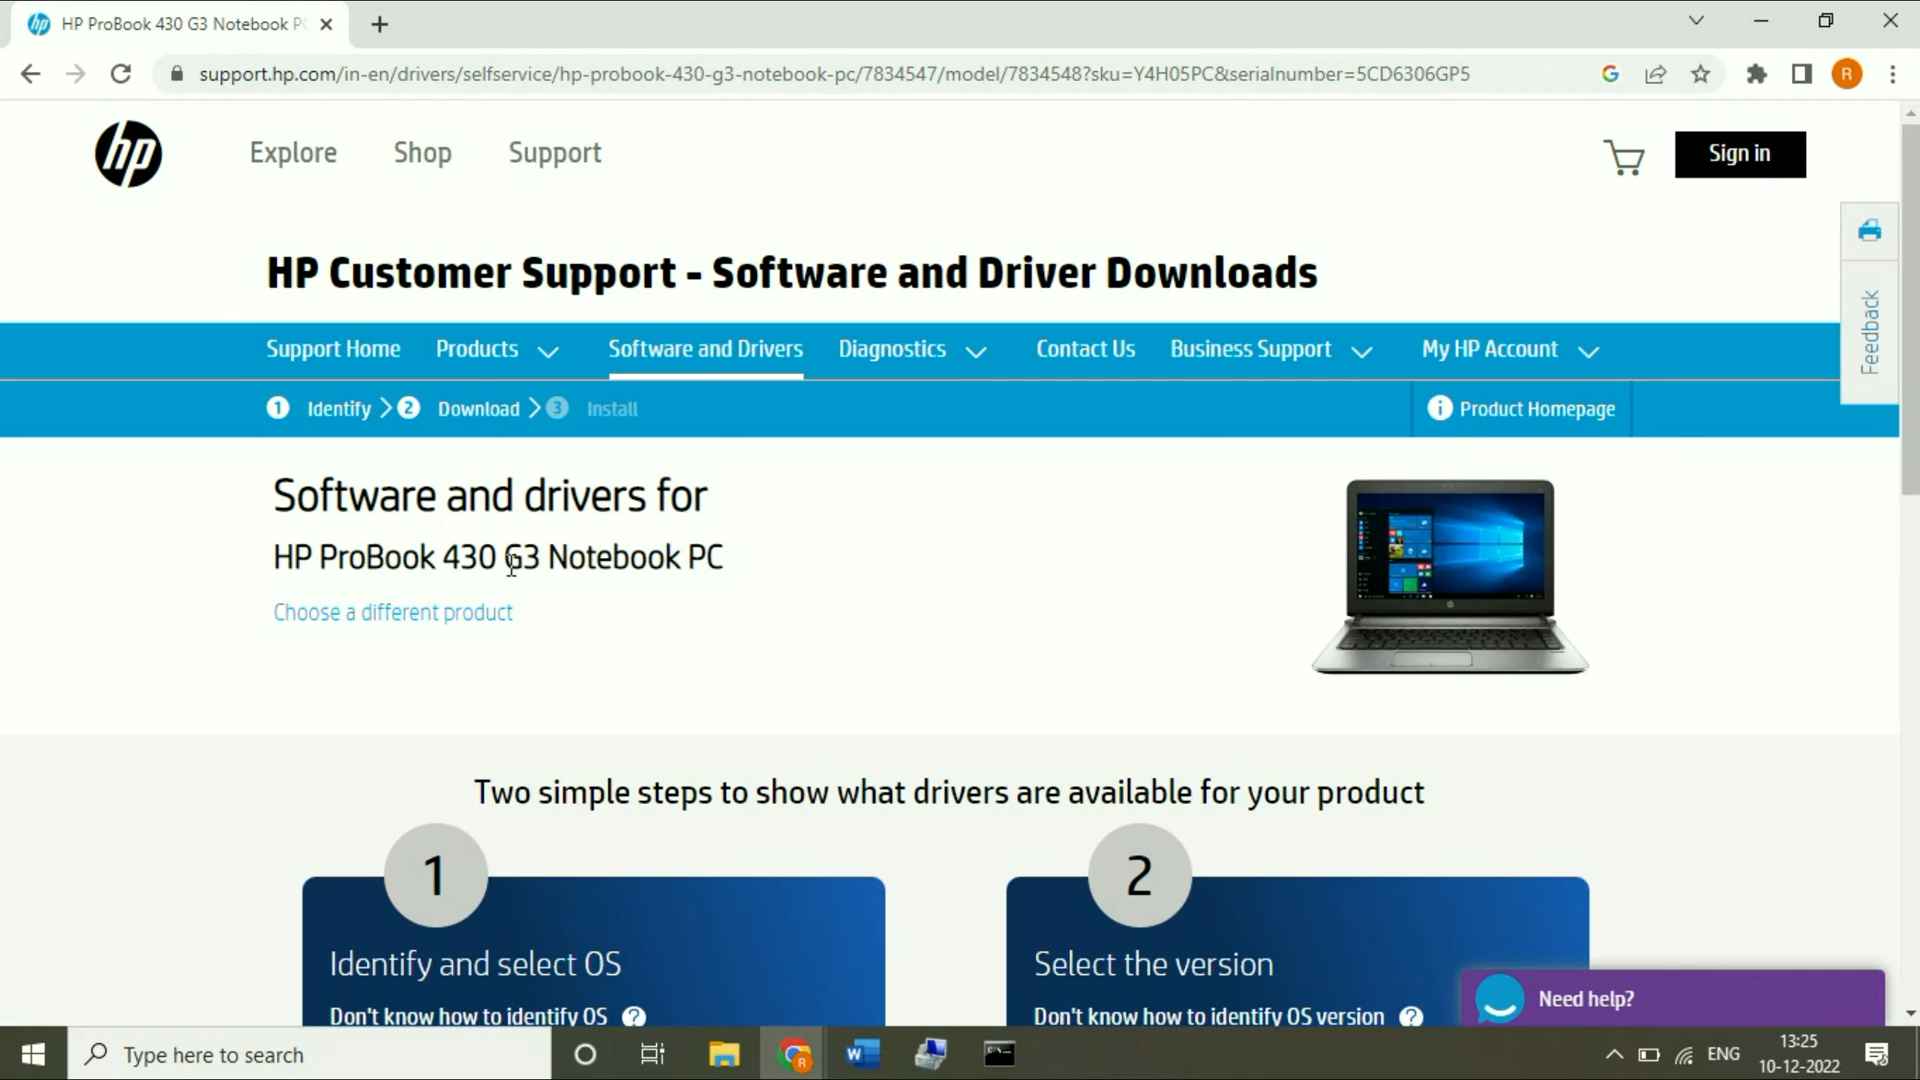 HP ProBook 430 G3 Notebook P
support.hp.com/in-en/drivers/selfservice/hp-probook-430-g3-notebook-pc/7834547/model/7834548?sku=Y4H05PC&serialnumber=5CD6306GP5
R
hp
Explore Shop Support
Sign in
HP Customer Support - Software and Driver Downloads
Feedback
Support Home Products Software and Drivers Diagnostics Contact Us Business Support My HP Account
1 Identify 2 Download 3 Install
i Product Homepage
Software and drivers for
HP ProBook 430 G3 Notebook PC
Choose a different product
Two simple steps to show what drivers are available for your product
1
Identify and select OS
Don't know how to identify OS ?
2
Select the version
Don't know how to identify OS version ?
Need help?
Type here to search
ENG
13:25
10-12-2022